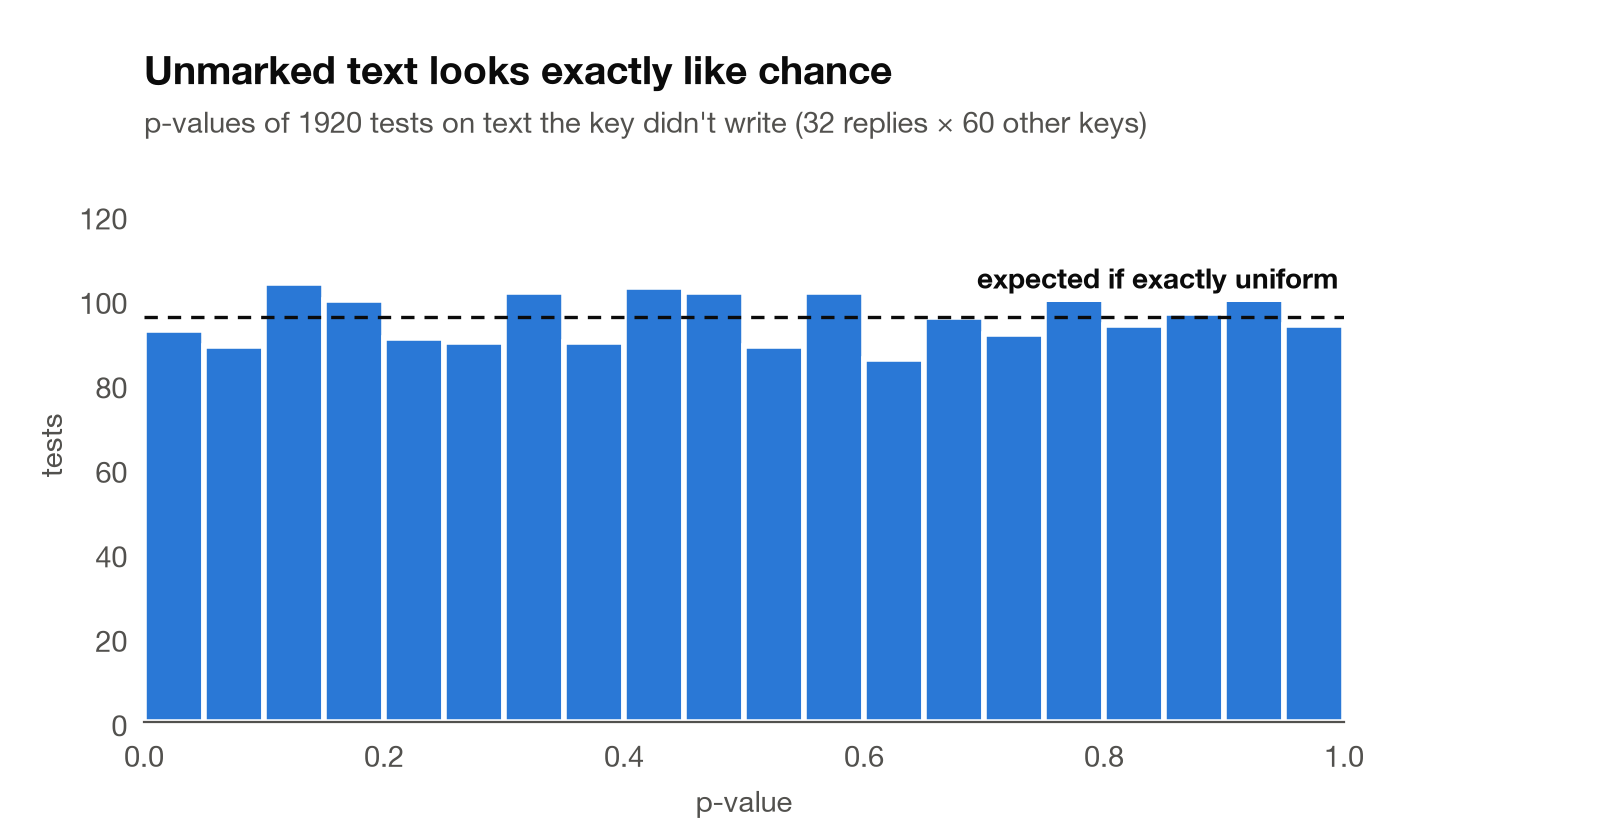 Unmarked text looks exactly like chance
p-values of 1920 tests on text the key didn't write (32 replies × 60 other keys)
120
100
80
60
40
20
0
tests
expected if exactly uniform
0.0 0.2 0.4 0.6 0.8 1.0
p-value